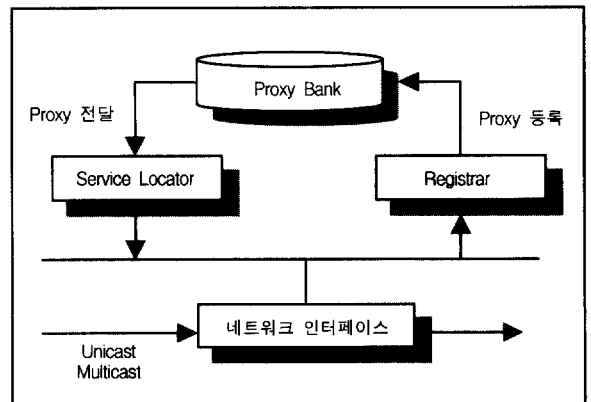 Proxy Bank
Proxy 전달
Proxy 등록
Service Locator
Registrar
네트워크 인터페이스
Unicast
Multicast